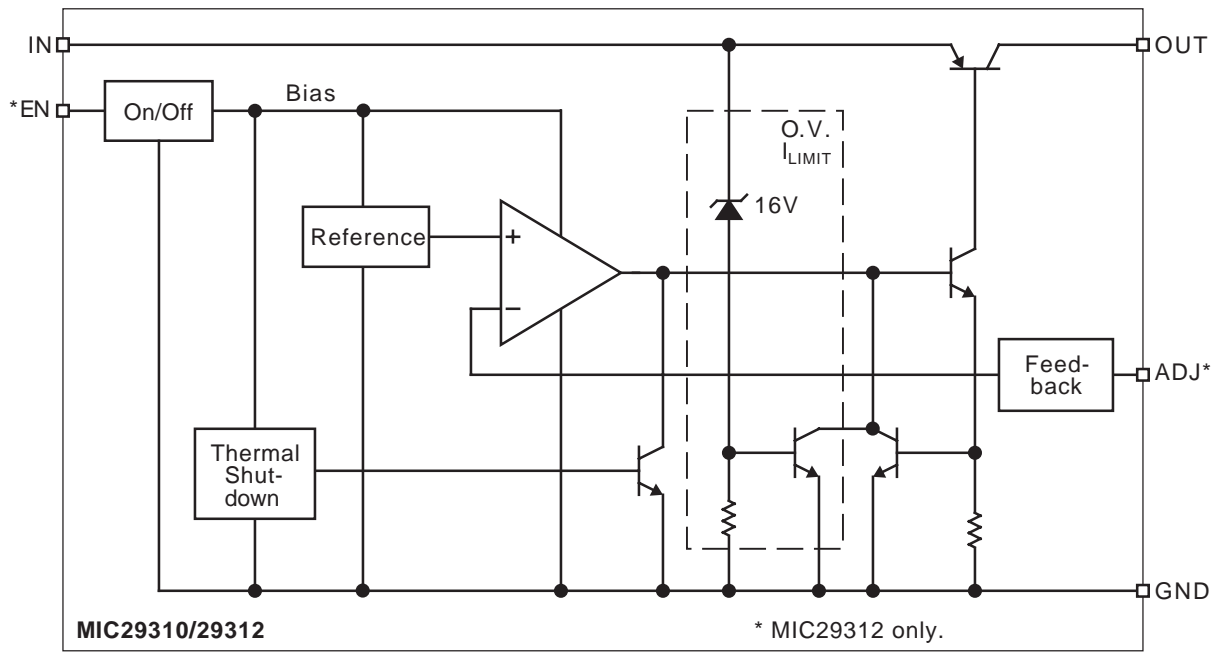 IN
OUT
*EN
On/Off
Bias
O.V.
I_LIMIT
16V
Reference
+
−
Feed-
back
ADJ*
Thermal
Shut-
down
GND
MIC29310/29312
* MIC29312 only.